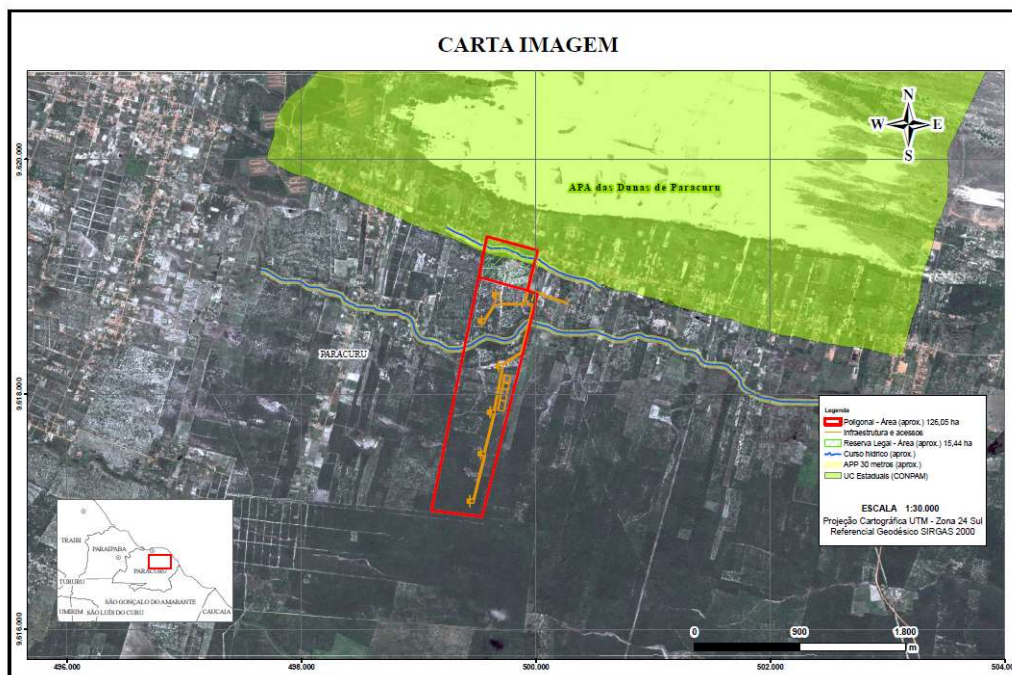 CARTA IMAGEM
N
W E
S
9.620.000
APA das Dunas de Paracuru
PARACURU
9.618.000
Legenda
Poligonal - Área (aprox.) 126,05 ha
Infraestrutura e acessos
Reserva Legal - Área (aprox.) 15,44 ha
Curso hídrico (aprox.)
APP 30 metros (aprox.)
UC Estaduais (CONPAM)
ESCALA 1:30.000
Projeção Cartográfica UTM - Zona 24 Sul
Referencial Geodésico SIRGAS 2000
TRAIRI
PARAIPABA
PARACURU
TURURU
SÃO GONÇALO DO AMARANTE
UMIRIM
SÃO LUÍS DO CURU
CAUCAIA
9.616.000
0 900 1.800
m
496.000 498.000 500.000 502.000 504.000